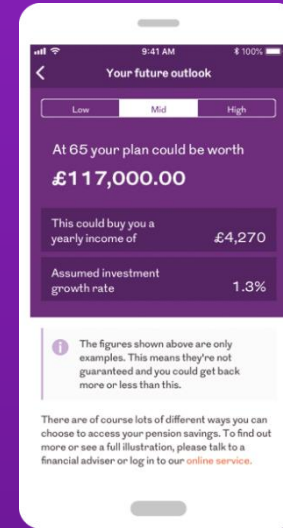 9:41 AM
100%
Your future outlook
Low Mid High
At 65 your plan could be worth
£117,000.00
This could buy you a
yearly income of
£4,270
Assumed investment
growth rate
1.3%
The figures shown above are only
examples. This means they're not
guaranteed and you could get back
more or less than this.
There are of course lots of different ways you can
choose to access your pension savings. To find out
more or see a full illustration, please talk to a
financial adviser or log in to our online service.